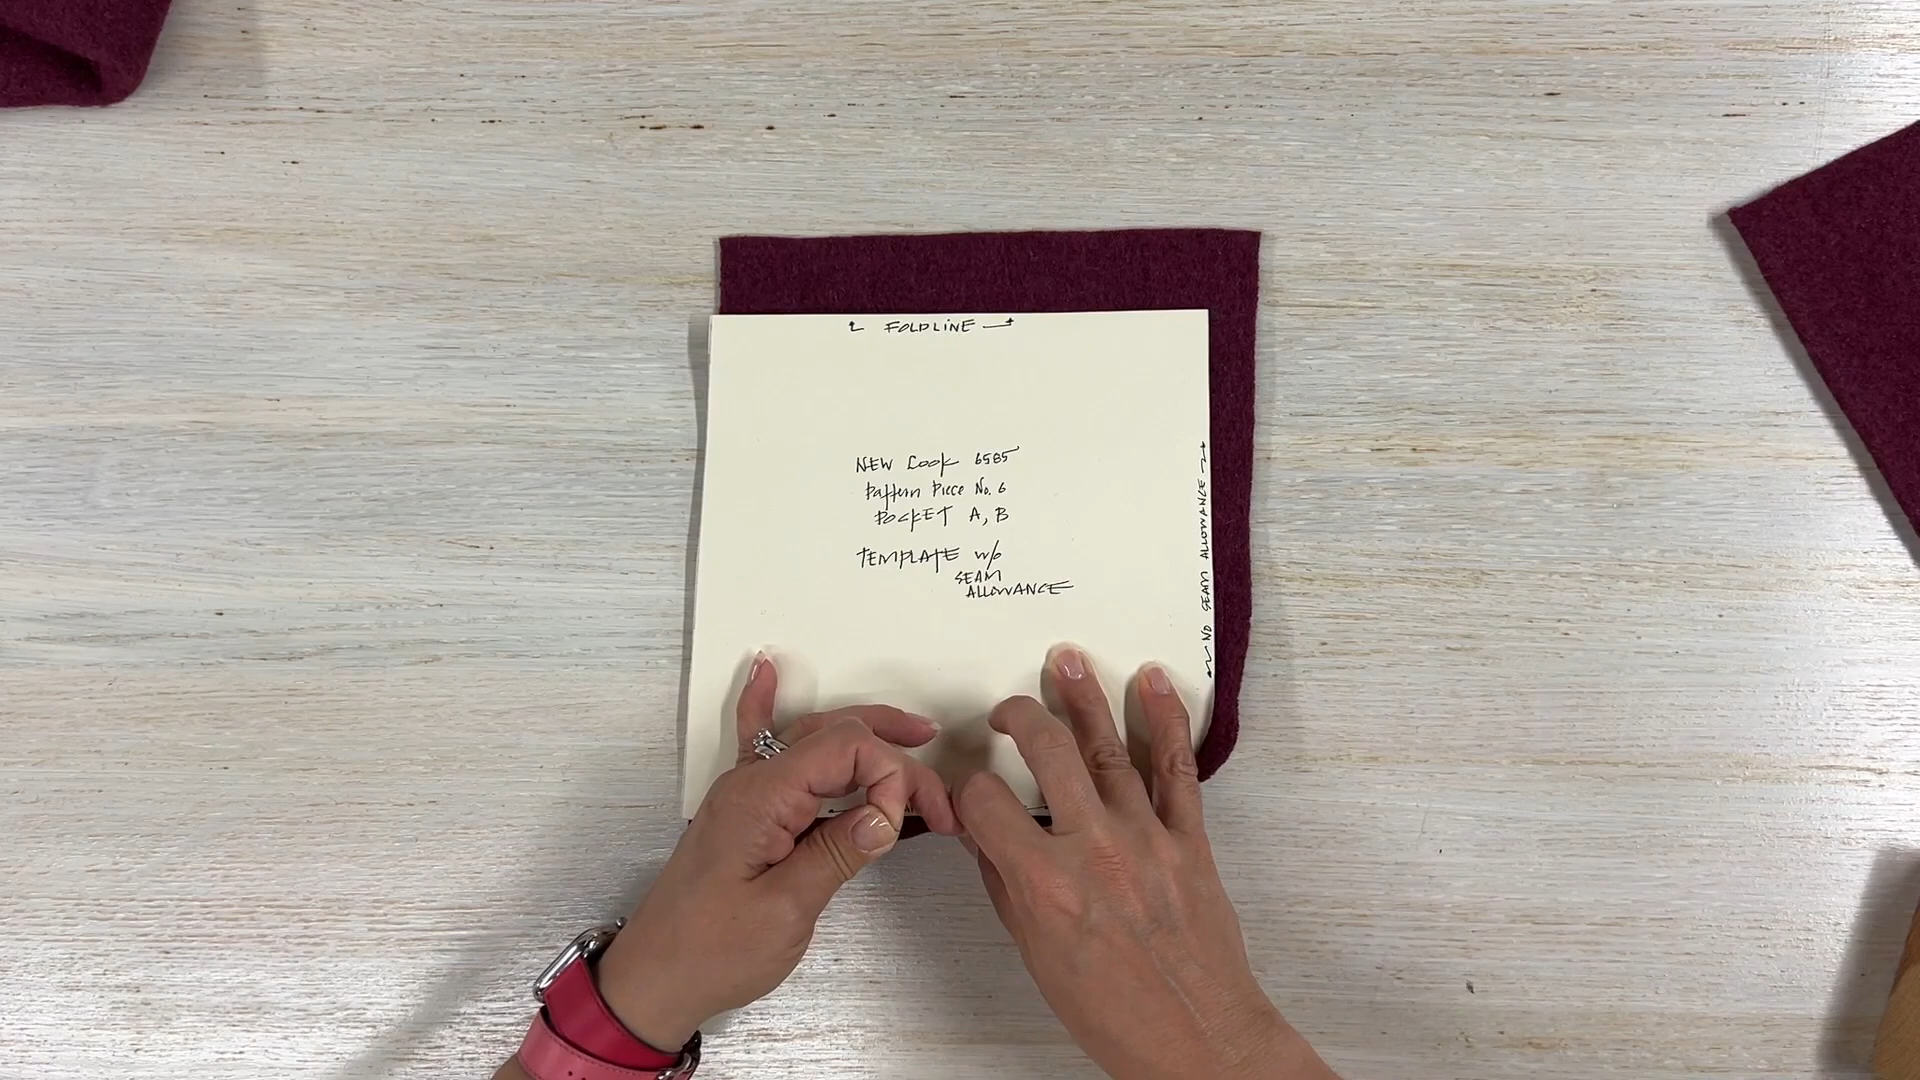 FOLDLINE
NEW LOOK 6585
Pattern Piece No. 6
POCKET A, B
TEMPLATE w/o
SEAM
ALLOWANCE
NO SEAM ALLOWANCE